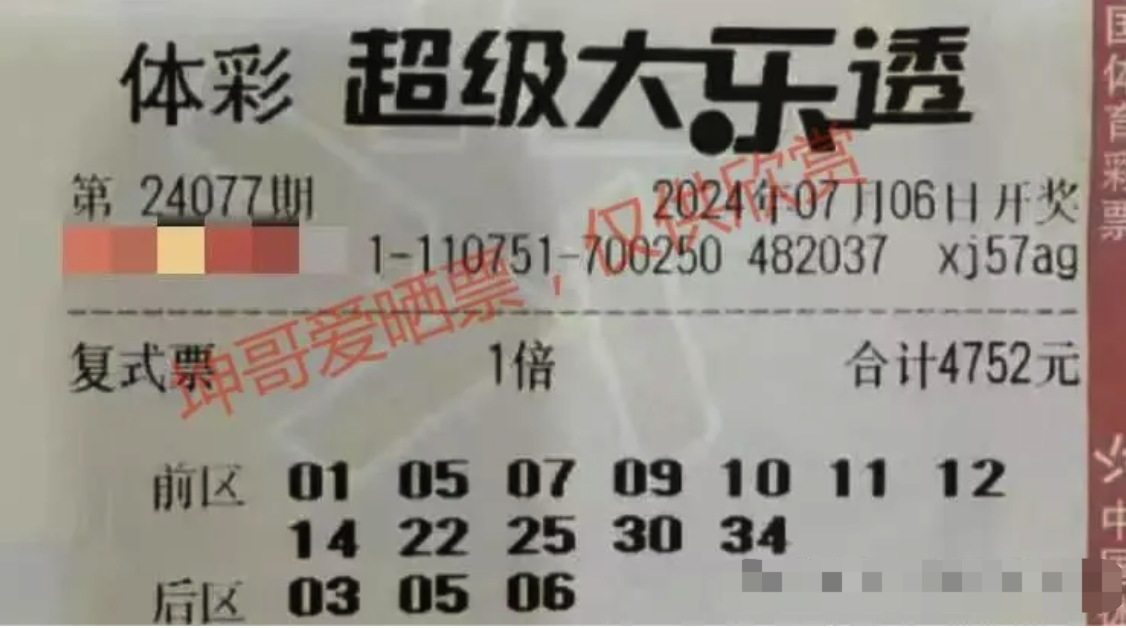 体彩 超级大乐透
第 24077期 2024年07月06日开奖
1-110751-700250 482037 xj57ag
坤哥爱晒票,仅供欣赏
复式票 1倍 合计4752元
前区 01 05 07 09 10 11 12
14 22 25 30 34
后区 03 05 06
国体育彩票
中国体